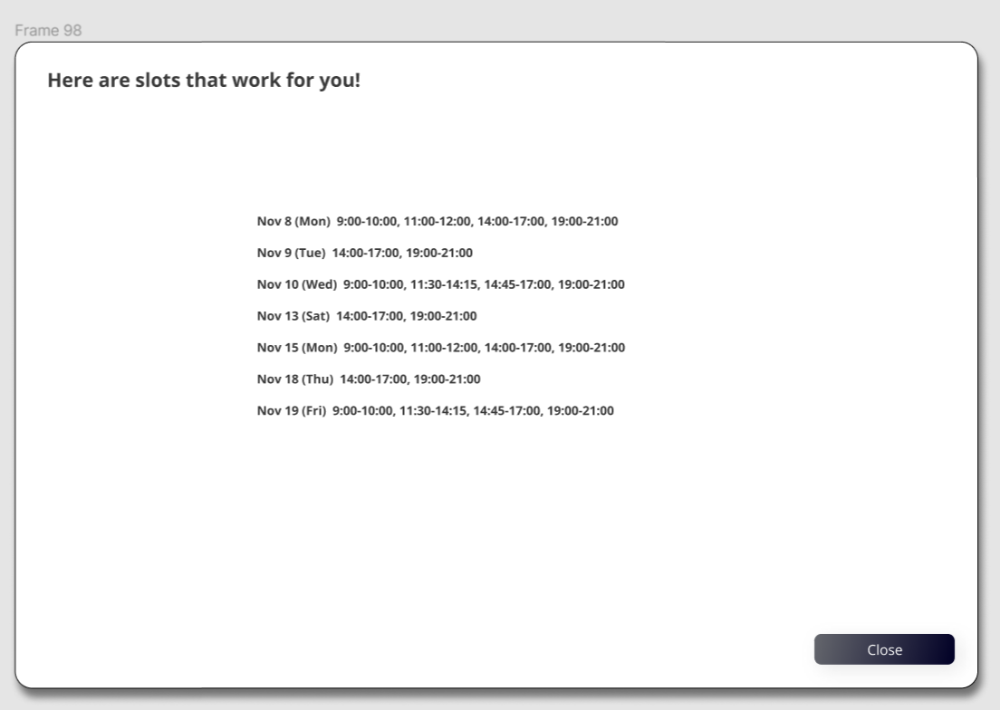 Frame 98
Here are slots that work for you!
Nov 8 (Mon)  9:00-10:00, 11:00-12:00, 14:00-17:00, 19:00-21:00
Nov 9 (Tue)  14:00-17:00, 19:00-21:00
Nov 10 (Wed)  9:00-10:00, 11:30-14:15, 14:45-17:00, 19:00-21:00
Nov 13 (Sat)  14:00-17:00, 19:00-21:00
Nov 15 (Mon)  9:00-10:00, 11:00-12:00, 14:00-17:00, 19:00-21:00
Nov 18 (Thu)  14:00-17:00, 19:00-21:00
Nov 19 (Fri)  9:00-10:00, 11:30-14:15, 14:45-17:00, 19:00-21:00
Close